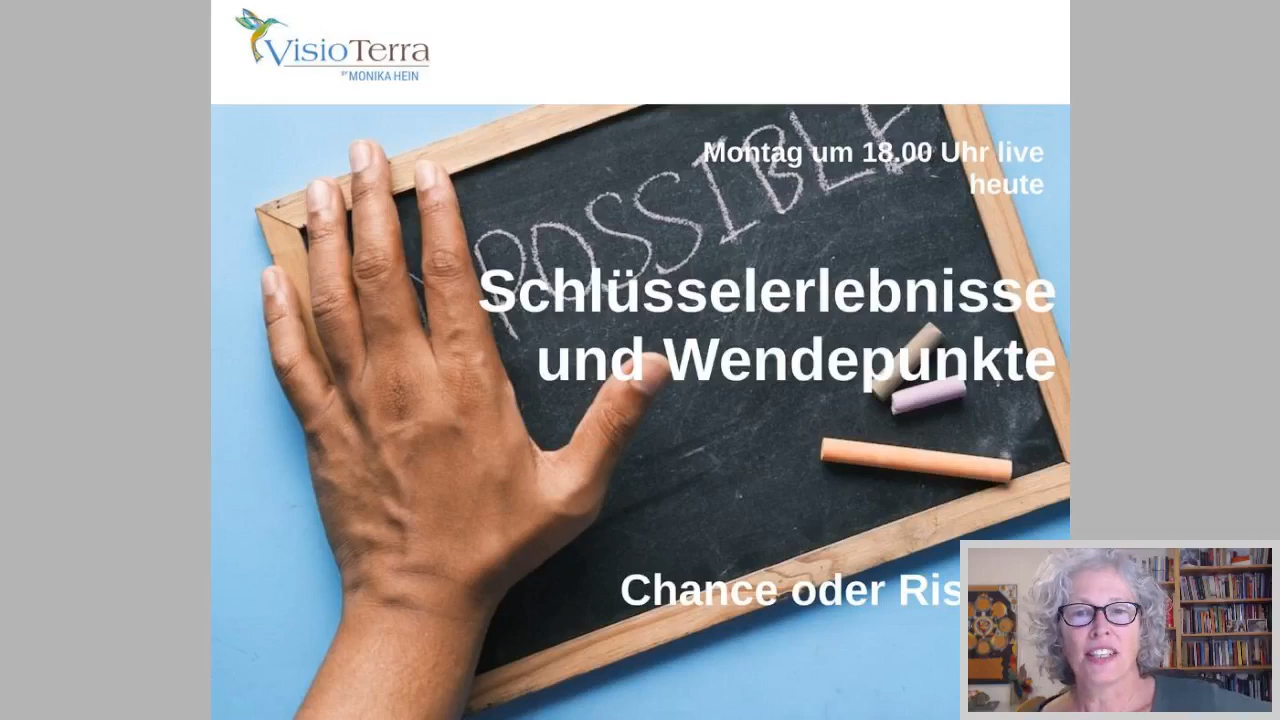 VisioTerra
BY MONIKA HEIN
POSSIBLE
Montag um 18.00 Uhr live
heute
Schlüsselerlebnisse
und Wendepunkte
Chance oder Ris